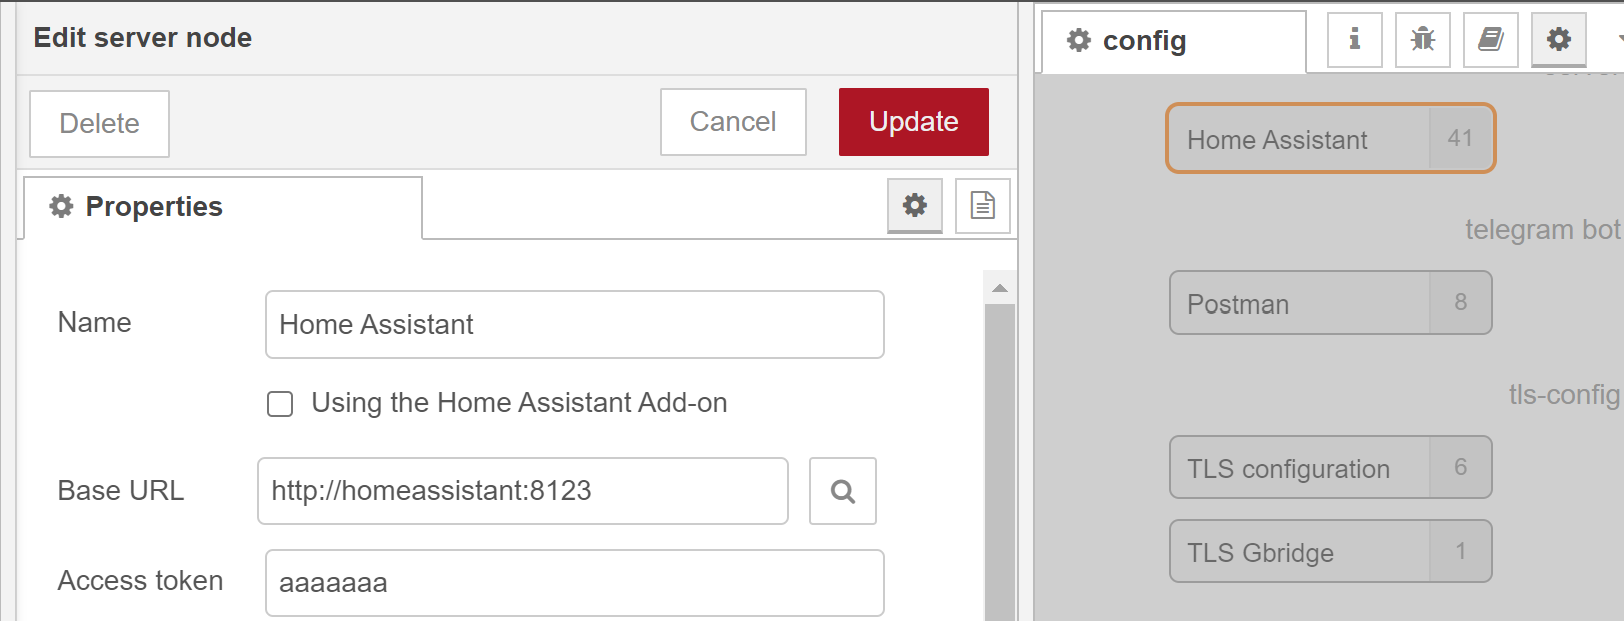 Edit server node
Delete
Cancel
Update
Properties
Name
Home Assistant
Using the Home Assistant Add-on
Base URL
http://homeassistant:8123
Access token
aaaaaaa
config
Home Assistant 41
telegram bot
Postman 8
tls-config
TLS configuration 6
TLS Gbridge 1